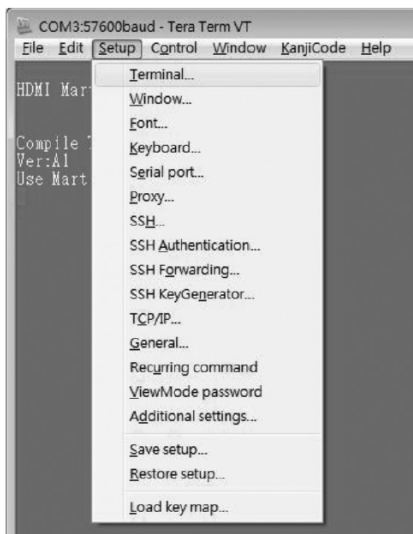 COM3:57600baud - Tera Term VT
File Edit Setup Control Window KanjiCode Help
HDMI Mar
Compile
Ver:A1
Use Mart
Terminal...
Window...
Font...
Keyboard...
Serial port...
Proxy...
SSH...
SSH Authentication...
SSH Forwarding...
SSH KeyGenerator...
TCP/IP...
General...
Recurring command
ViewMode password
Additional settings...
Save setup...
Restore setup...
Load key map...